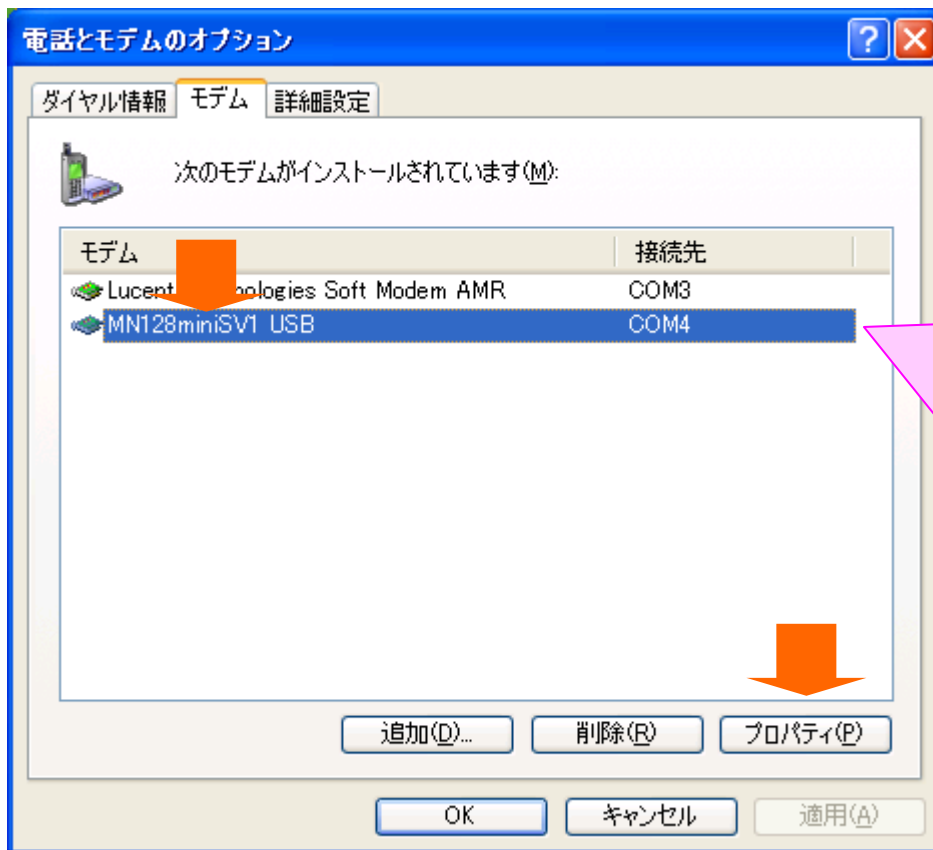 電話とモデムのオプション
ダイヤル情報 モデム 詳細設定
次のモデムがインストールされています(M):
モデム 接続先
Lucent ologies Soft Modem AMR COM3
MN128miniSV1 USB COM4
追加(D)... 削除(R) プロパティ(P)
OK キャンセル 適用(A)